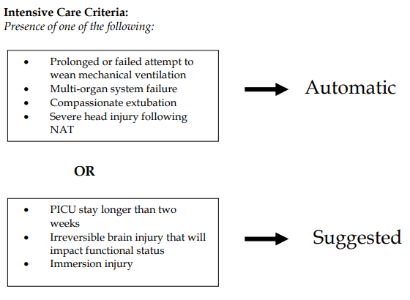 Intensive Care Criteria:
Presence of one of the following:
• Prolonged or failed attempt to
wean mechanical ventilation
• Multi-organ system failure
• Compassionate extubation
• Severe head injury following
NAT
Automatic
OR
• PICU stay longer than two
weeks
• Irreversible brain injury that will
impact functional status
• Immersion injury
Suggested